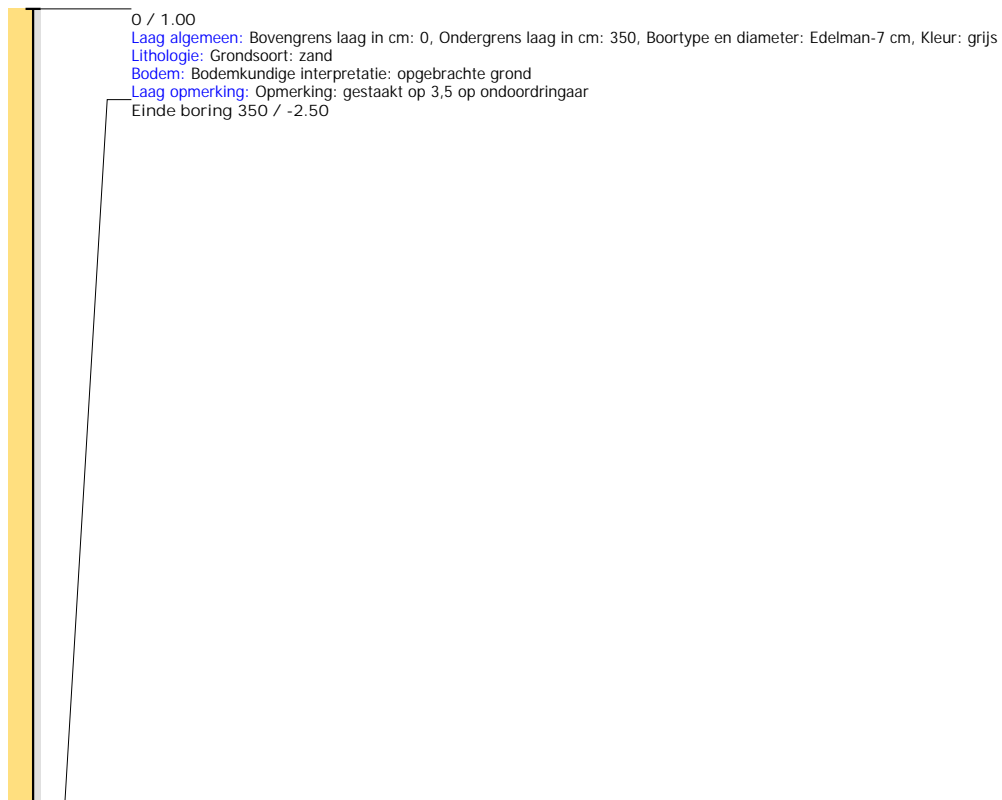 0 / 1.00
Laag algemeen: Bovengrens laag in cm: 0, Ondergrens laag in cm: 350, Boortype en diameter: Edelman-7 cm, Kleur: grijs
Lithologie: Grondsoort: zand
Bodem: Bodemkundige interpretatie: opgebrachte grond
Laag opmerking: Opmerking: gestaakt op 3,5 op ondoordringaar
Einde boring 350 / -2.50